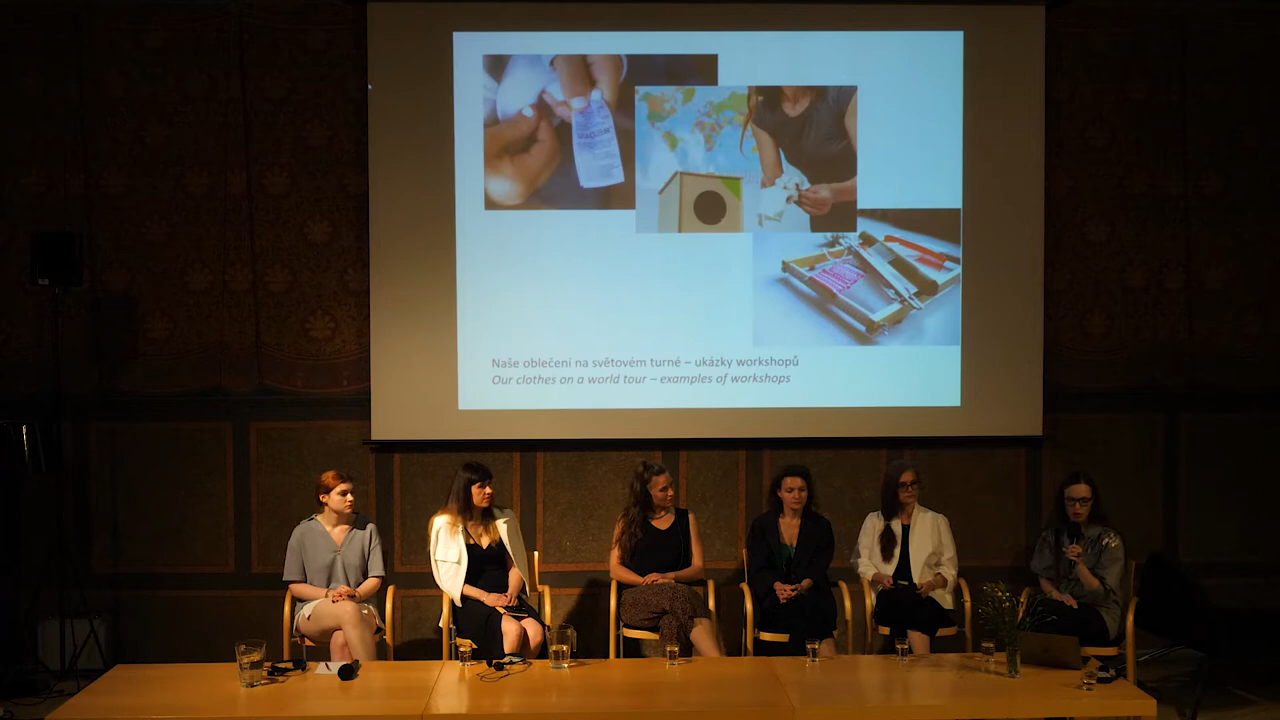 Naše oblečení na světovém turné – ukázky workshopů
Our clothes on a world tour – examples of workshops